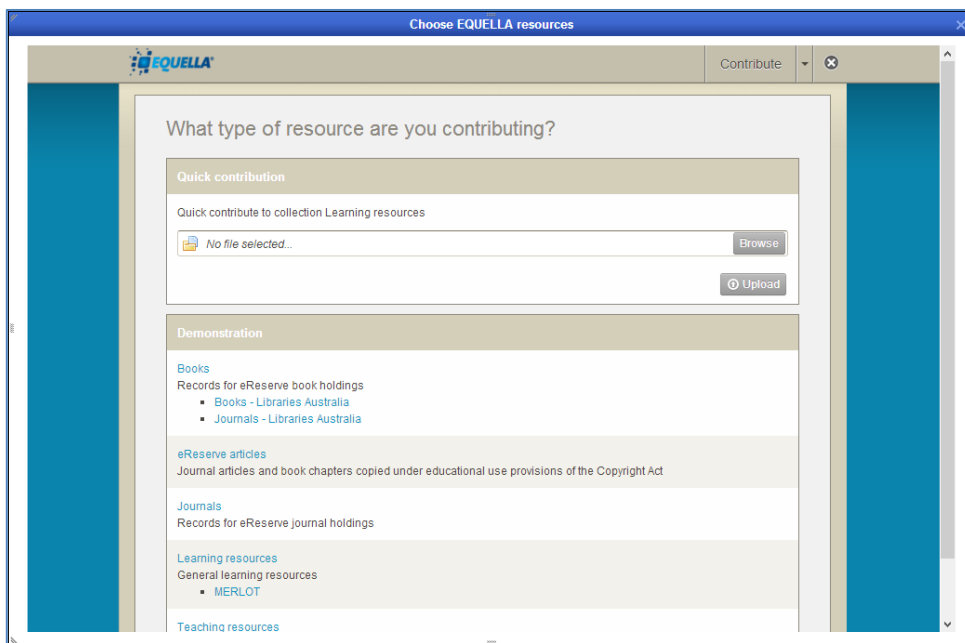 Choose EQUELLA resources
EQUELLA
Contribute
What type of resource are you contributing?
Quick contribution
Quick contribute to collection Learning resources
No file selected...
Browse
Upload
Demonstration
Books
Records for eReserve book holdings
Books - Libraries Australia
Journals - Libraries Australia
eReserve articles
Journal articles and book chapters copied under educational use provisions of the Copyright Act
Journals
Records for eReserve journal holdings
Learning resources
General learning resources
MERLOT
Teaching resources